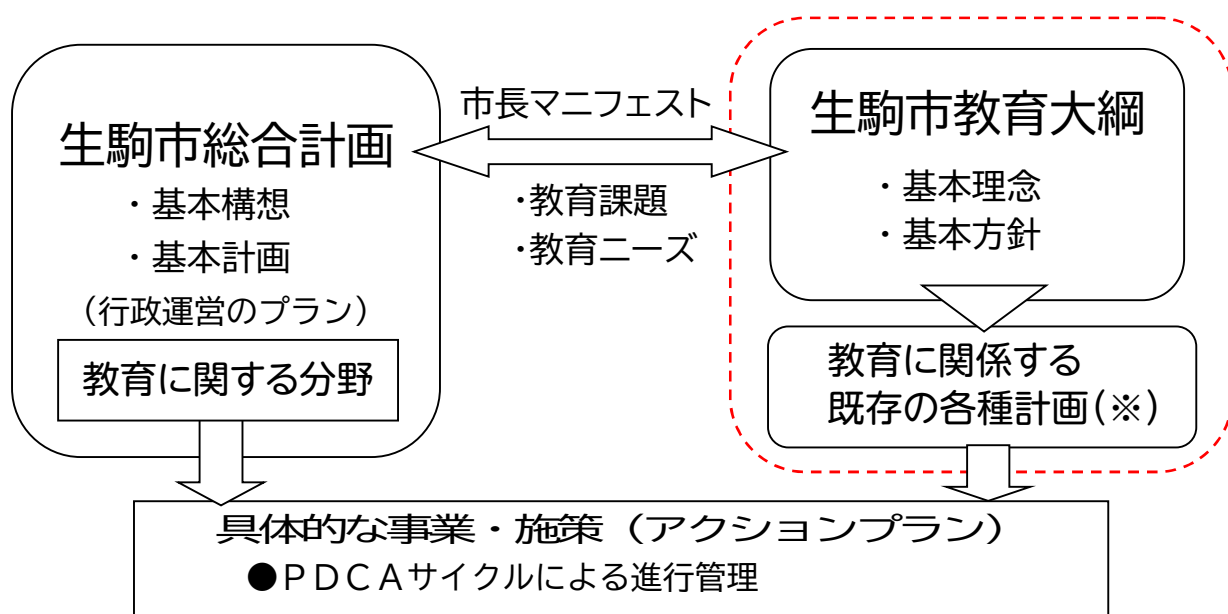 生駒市総合計画
・基本構想
・基本計画
（行政運営のプラン）
教育に関する分野
市長マニフェスト
・教育課題
・教育ニーズ
生駒市教育大綱
・基本理念
・基本方針
教育に関係する
既存の各種計画(※)
具体的な事業・施策（アクションプラン）
●ＰＤＣＡサイクルによる進行管理